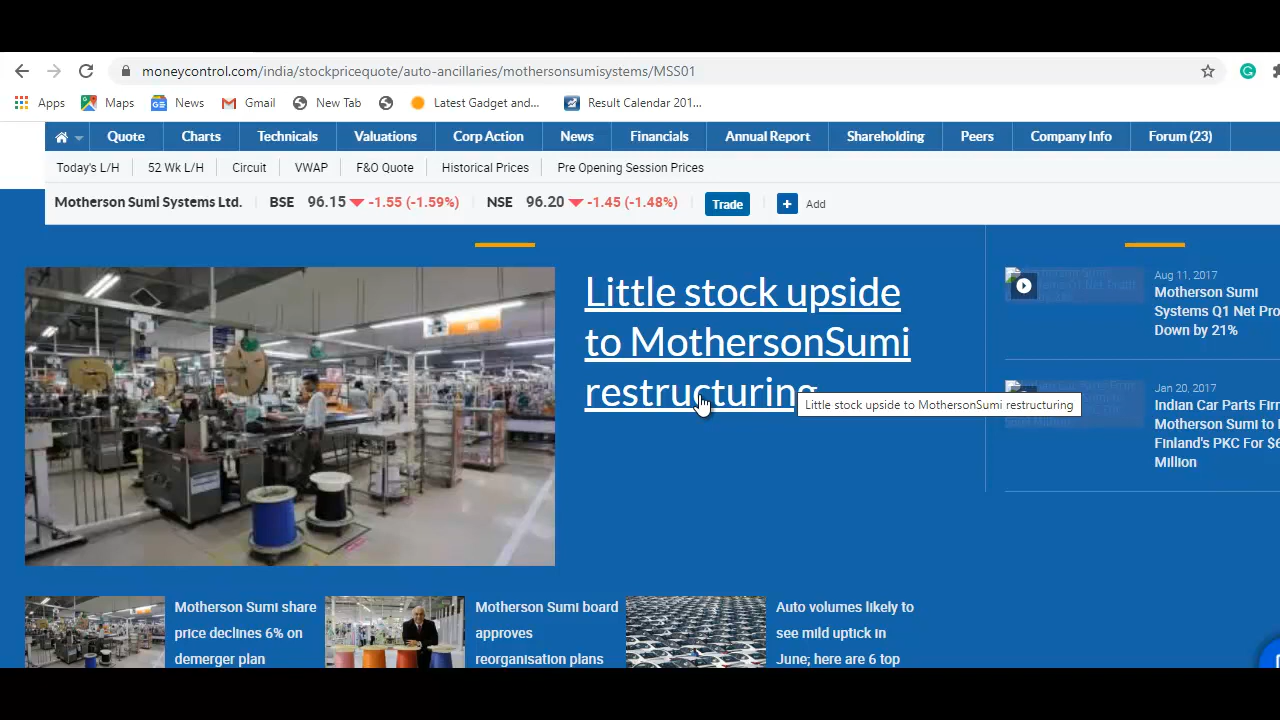 moneycontrol.com/india/stockpricequote/auto-ancillaries/mothersonsumisystems/MSS01
Apps Maps News Gmail New Tab Latest Gadget and... Result Calendar 201...
Quote Charts Technicals Valuations Corp Action News Financials Annual Report Shareholding Peers Company Info Forum (23)
Today's L/H 52 Wk L/H Circuit VWAP F&O Quote Historical Prices Pre Opening Session Prices
Motherson Sumi Systems Ltd. BSE 96.15 -1.55 (-1.59%) NSE 96.20 -1.45 (-1.48%) Trade + Add
Little stock upside
to MothersonSumi
restructuring
Little stock upside to MothersonSumi restructuring
Aug 11, 2017
Motherson Sumi
Systems Q1 Net Pro
Down by 21%
Jan 20, 2017
Indian Car Parts Fir
Motherson Sumi to
Finland's PKC For $6
Million
Motherson Sumi share
price declines 6% on
demerger plan
Motherson Sumi board
approves
reorganisation plans
Auto volumes likely to
see mild uptick in
June; here are 6 top